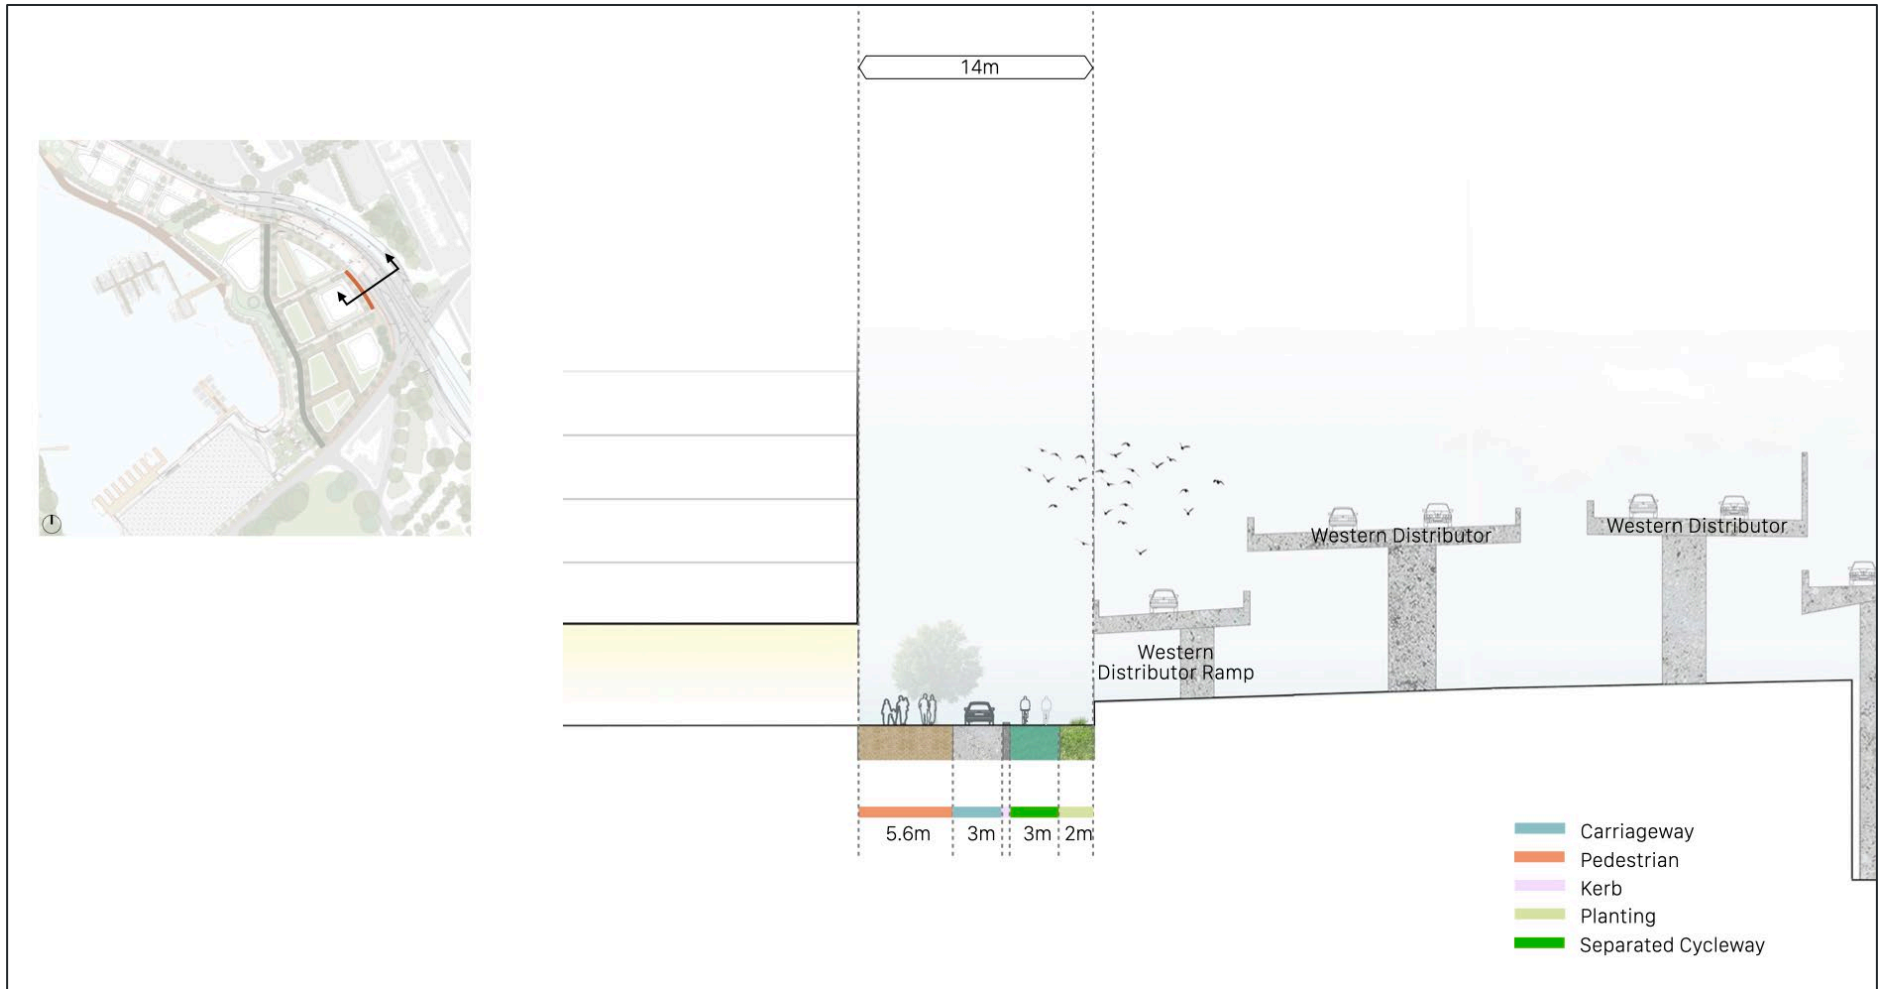 14m
Western Distributor
Western Distributor
Western
Distributor Ramp
5.6m
3m
3m
2m
Carriageway
Pedestrian
Kerb
Planting
Separated Cycleway